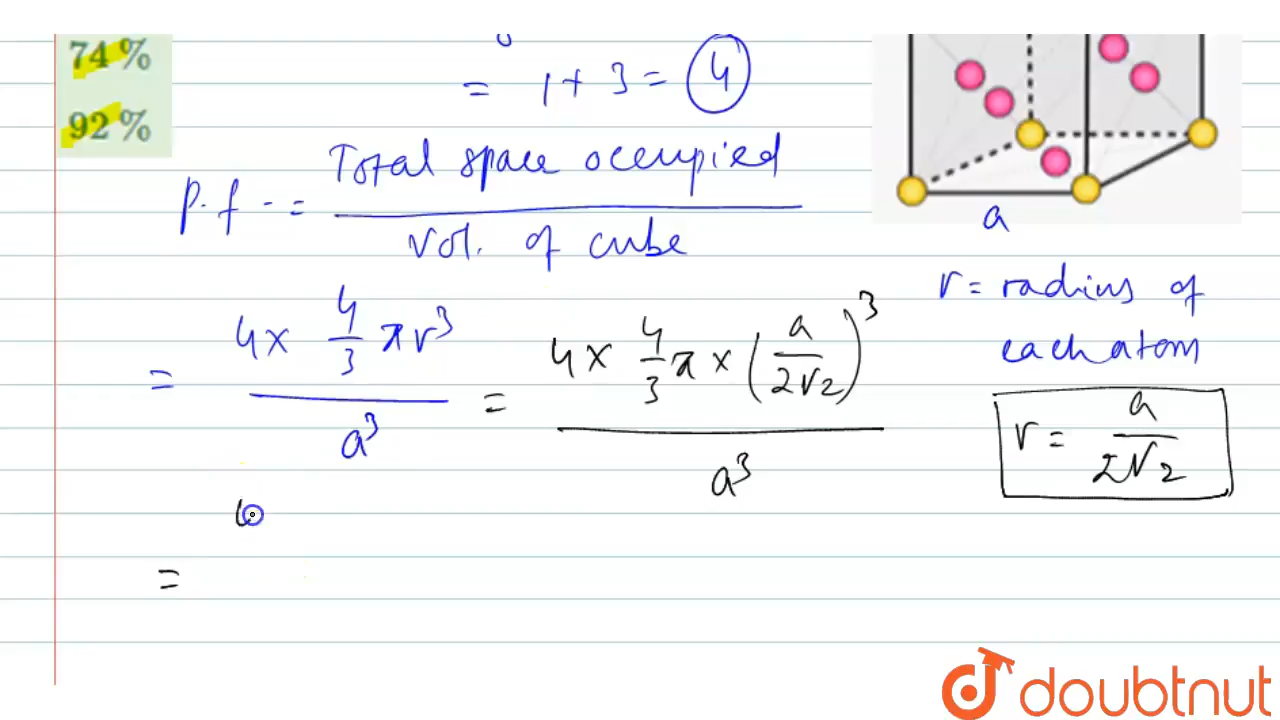 74 %
92 %
= 1 + 3 = 4
p.f. = Total space occupied / Vol. of cube
a
r = radius of each atom
= 4 × 4/3 πr³ / a³ = 4 × 4/3 π × (a/2√2)³ / a³
r = a/2√2
=
doubtnut